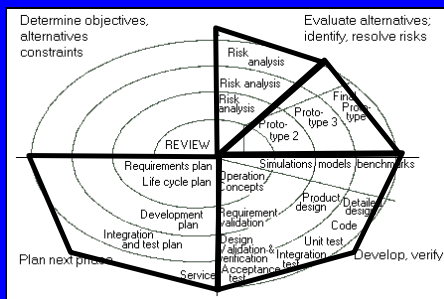 Determine objectives,
alternatives
constraints
Evaluate alternatives;
identify, resolve risks
Risk
analysis
Risk analysis
Risk
analysis
Final
Proto-
type
Proto-
type 3
Proto-
type 2
REVIEW
Requirements plan
Life cycle plan
Simulations, models, benchmarks
Operation
Concepts
Development
plan
Requirement
validation
Product
design
Detailed
design
Code
Integration
and test plan
Design
Validation &
verification
Unit test
Integration
test
Acceptance
test
Service
Plan next phase
Develop, verify